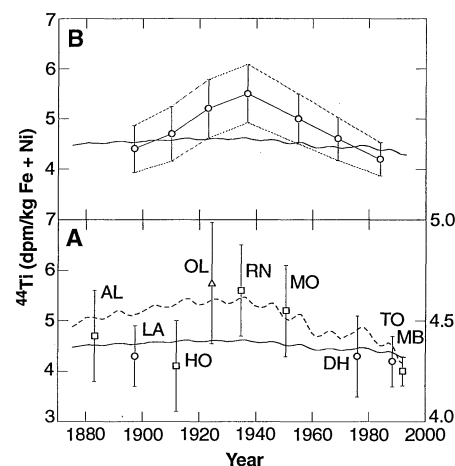 7
B
6
5
4
⁴⁴Ti (dpm/kg Fe + Ni)
7
A
5.0
6
OL
RN
MO
AL
5
LA
TO
4.5
MB
HO
DH
4
3
4.0
1880 1900 1920 1940 1960 1980 2000
Year